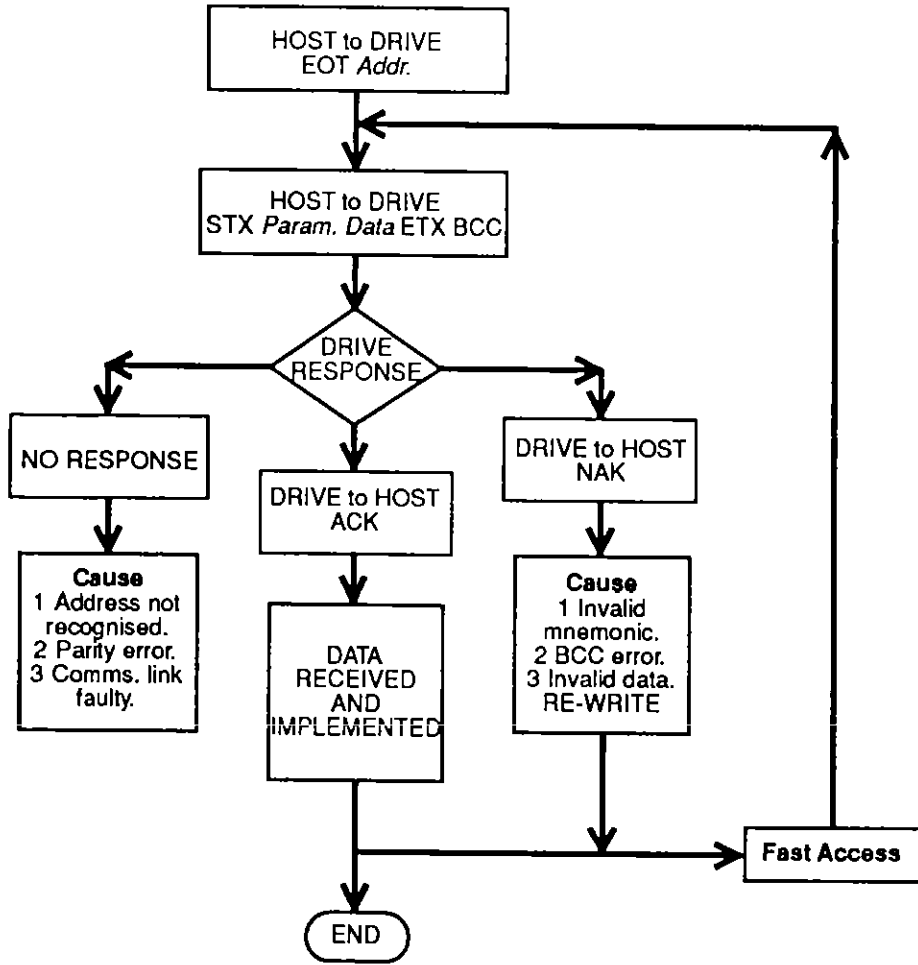 HOST to DRIVE
EOT Addr.
HOST to DRIVE
STX Param. Data ETX BCC
DRIVE
RESPONSE
NO RESPONSE
DRIVE to HOST
ACK
DRIVE to HOST
NAK
Cause
1 Address not
recognised.
2 Parity error.
3 Comms. link
faulty.
DATA
RECEIVED
AND
IMPLEMENTED
Cause
1 Invalid
mnemonic.
2 BCC error.
3 Invalid data.
RE-WRITE
Fast Access
END